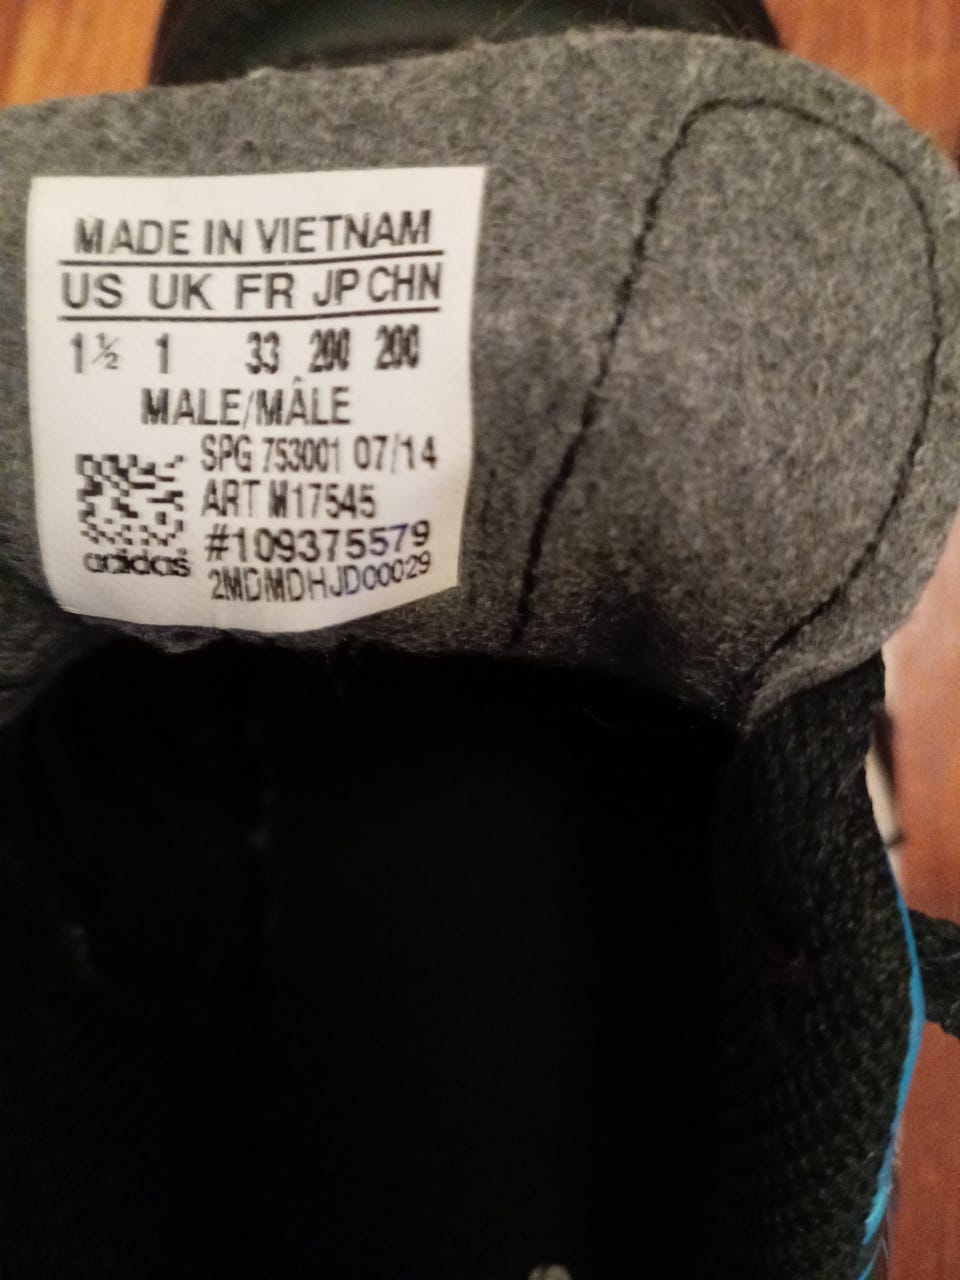 MADE IN VIETNAM
US UK FR JP CHN
1½ 1 33 200 200
MALE/MÂLE
SPG 753001 07/14
ART M17545
#109375579
adidas
2MDMDHJD00029